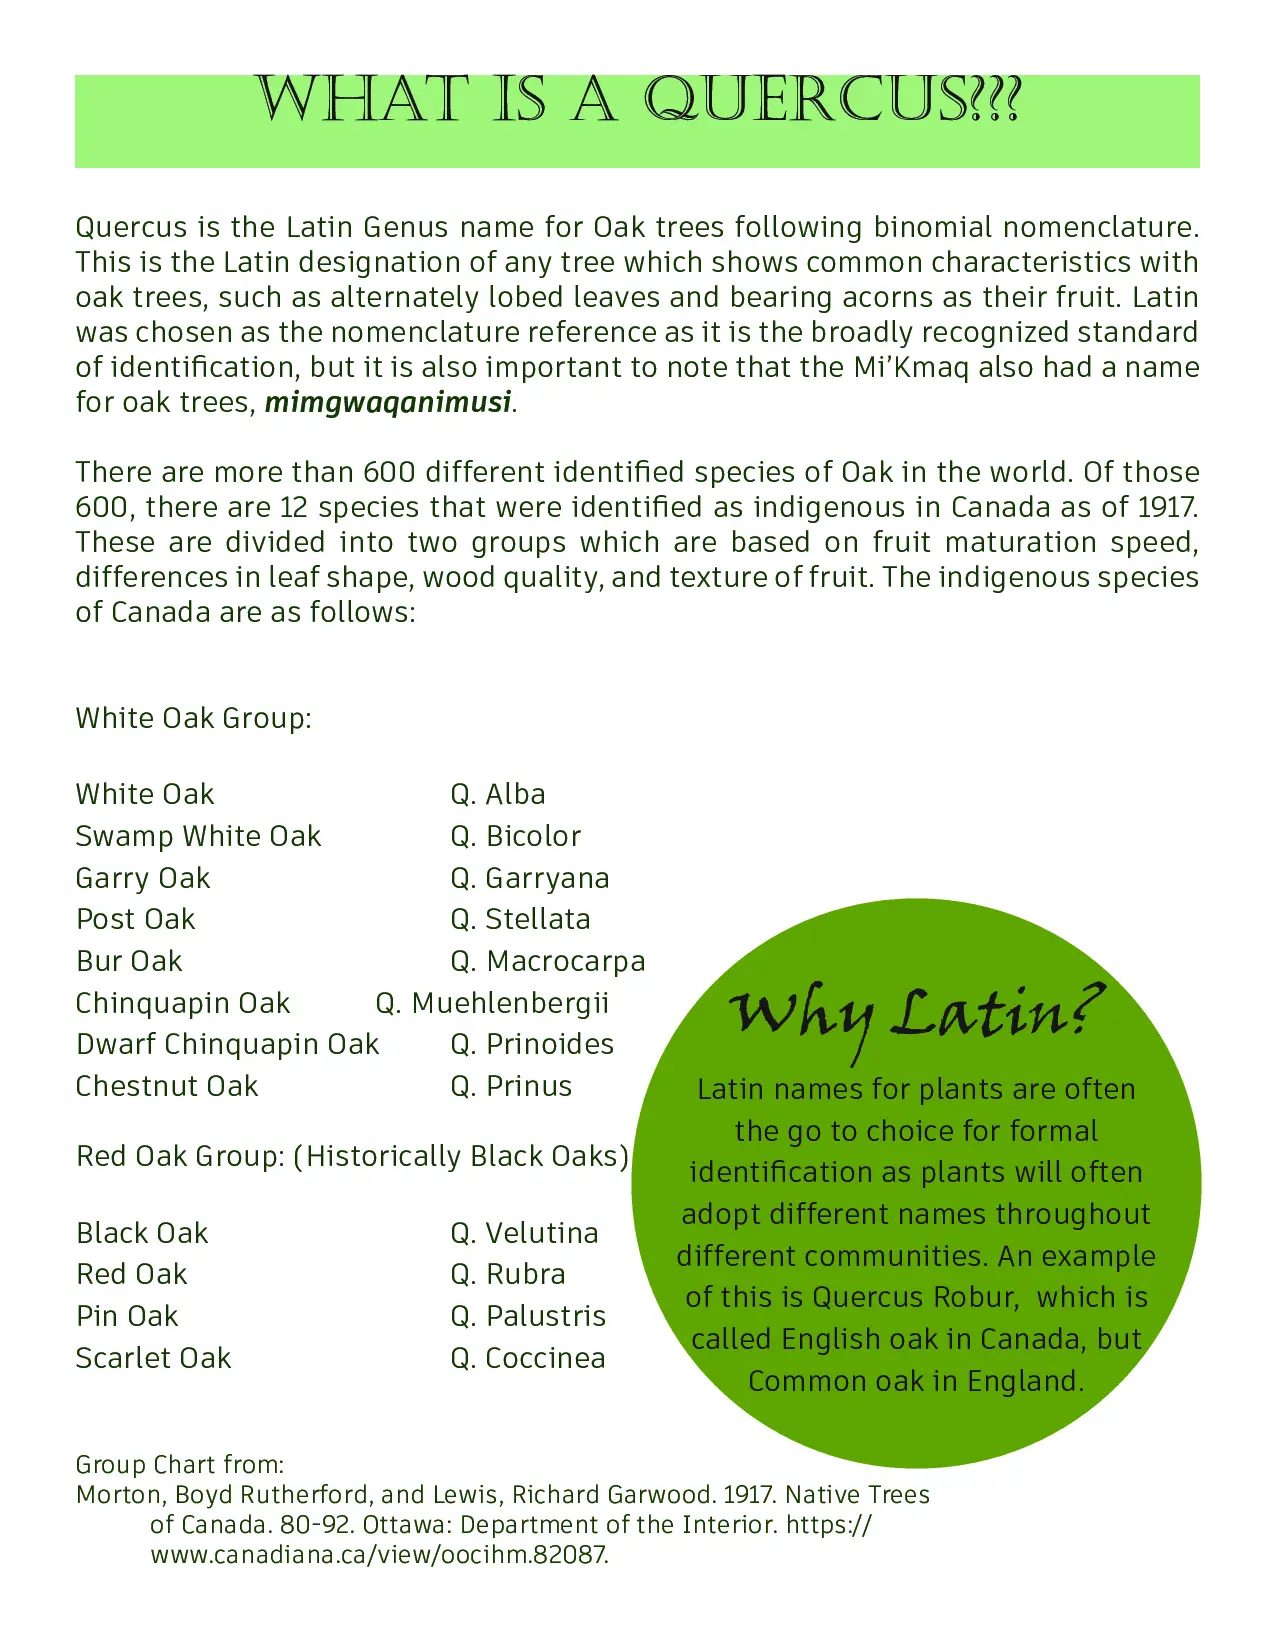 WHAT IS A QUERCUS???
Quercus is the Latin Genus name for Oak trees following binomial nomenclature.
This is the Latin designation of any tree which shows common characteristics with
oak trees, such as alternately lobed leaves and bearing acorns as their fruit. Latin
was chosen as the nomenclature reference as it is the broadly recognized standard
of identification, but it is also important to note that the Mi’Kmaq also had a name
for oak trees, mimgwaqanimusi.
There are more than 600 different identified species of Oak in the world. Of those
600, there are 12 species that were identified as indigenous in Canada as of 1917.
These are divided into two groups which are based on fruit maturation speed,
differences in leaf shape, wood quality, and texture of fruit. The indigenous species
of Canada are as follows:
White Oak Group:
White Oak Q. Alba
Swamp White Oak Q. Bicolor
Garry Oak Q. Garryana
Post Oak Q. Stellata
Bur Oak Q. Macrocarpa
Chinquapin Oak Q. Muehlenbergii
Dwarf Chinquapin Oak Q. Prinoides
Chestnut Oak Q. Prinus
Red Oak Group: (Historically Black Oaks)
Black Oak Q. Velutina
Red Oak Q. Rubra
Pin Oak Q. Palustris
Scarlet Oak Q. Coccinea
Why Latin?
Latin names for plants are often
the go to choice for formal
identification as plants will often
adopt different names throughout
different communities. An example
of this is Quercus Robur,  which is
called English oak in Canada, but
Common oak in England.
Group Chart from:
Morton, Boyd Rutherford, and Lewis, Richard Garwood. 1917. Native Trees
of Canada. 80-92. Ottawa: Department of the Interior. https://
www.canadiana.ca/view/oocihm.82087.